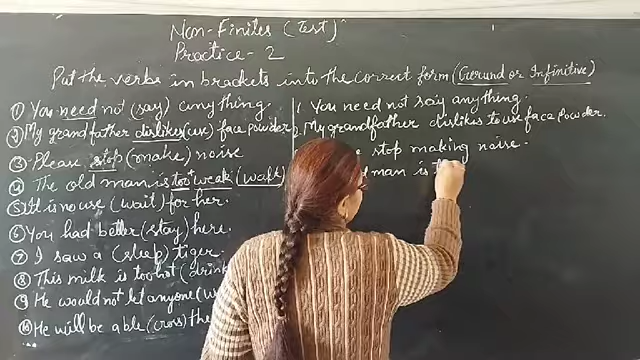 Non-Finites (Test)
Practice-2
Put the verbs in brackets into the correct form (Gerund or Infinitive)
① You need not (say) anything.
② My grandfather dislikes (use) face powder.
③ Please stop (make) noise
④ The old man is too weak (walk)
⑤ It is no use (wait) for her.
⑥ You had better (stay) here.
⑦ I saw a (sleep) tiger.
⑧ This milk is too hot (drink
⑨ He would not let anyone
⑩ He will be able (cross) the
1. You need not say anything.
2. My grandfather dislikes to use face powder.
stop making noise.
man is